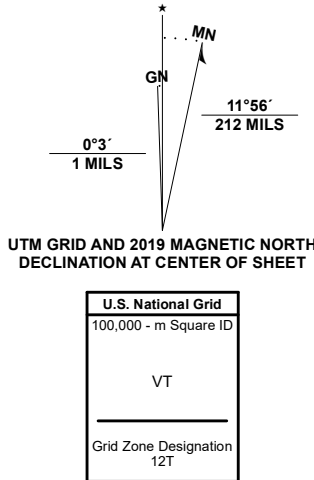 ★
MN
GN
11°56´
212 MILS
0°3´
1 MILS
UTM GRID AND 2019 MAGNETIC NORTH
DECLINATION AT CENTER OF SHEET
U.S. National Grid
100,000 - m Square ID
VT
Grid Zone Designation
12T